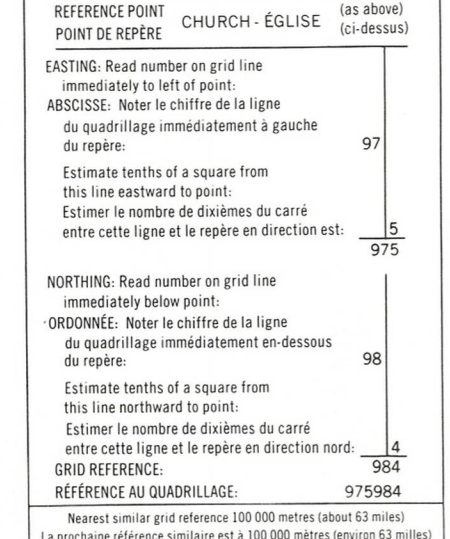 REFERENCE POINT CHURCH - ÉGLISE (as above)
POINT DE REPÈRE (ci-dessus)
EASTING: Read number on grid line
immediately to left of point:
ABSCISSE: Noter le chiffre de la ligne
du quadrillage immédiatement à gauche
du repère: 97
Estimate tenths of a square from
this line eastward to point:
Estimer le nombre de dixièmes du carré
entre cette ligne et le repère en direction est: 5
975
NORTHING: Read number on grid line
immediately below point:
ORDONNÉE: Noter le chiffre de la ligne
du quadrillage immédiatement en-dessous
du repère: 98
Estimate tenths of a square from
this line northward to point:
Estimer le nombre de dixièmes du carré
entre cette ligne et le repère en direction nord: 4
GRID REFERENCE: 984
RÉFÉRENCE AU QUADRILLAGE: 975984
Nearest similar grid reference 100 000 metres (about 63 miles)
La prochaine référence similaire est à 100 000 mètres (environ 63 milles)